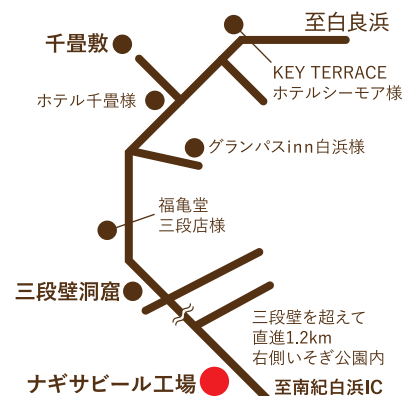 至白良浜
千畳敷
KEY TERRACE
ホテルシーモア様
ホテル千畳様
グランパスinn白浜様
福亀堂
三段店様
三段壁洞窟
三段壁を超えて
直進1.2km
右側いそぎ公園内
ナギサビール工場
至南紀白浜IC